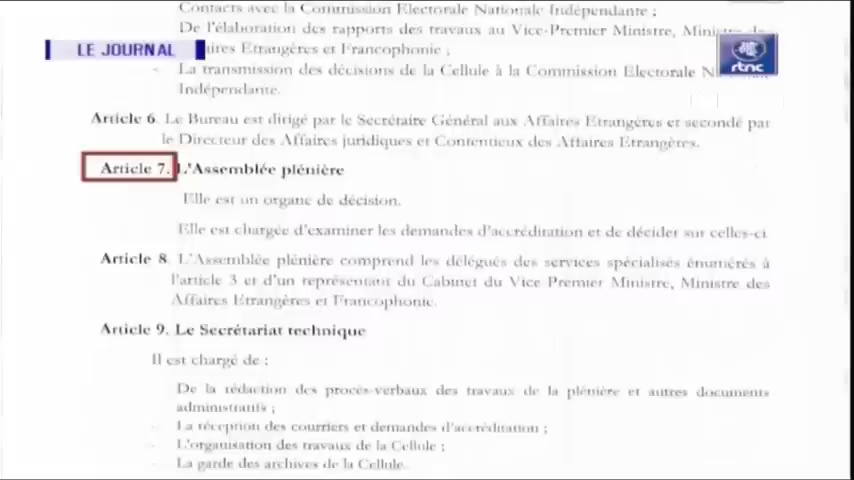 Contacts avec la Commission Electorale Nationale Indépendante ;
De l'élaboration des rapports des travaux au Vice-Premier Ministre,
LE JOURNAL
aires Etrangères et Francophonie ;
rtnc
- La transmission des décisions de la Cellule à la Commission Electorale
Indépendante.
Article 6. Le Bureau est dirigé par le Secrétaire Général aux Affaires Etrangères et secondé par
le Directeur des Affaires juridiques et Contentieux des Affaires Etrangères.
Article 7. L'Assemblée plénière
Elle est un organe de décision.
Elle est chargée d'examiner les demandes d'accréditation et de décider sur celles-ci.
Article 8. L'Assemblée plénière comprend les délégués des services spécialisés énumérés à
l'article 3 et d'un représentant du Cabinet du Vice Premier Ministre, Ministre des
Affaires Etrangères et Francophonie.
Article 9. Le Secrétariat technique
Il est chargé de :
De la rédaction des procès-verbaux des travaux de la plénière et autres documents
administratifs ;
- La réception des courriers et demandes d'accréditation ;
- L'organisation des travaux de la Cellule ;
- La garde des archives de la Cellule.